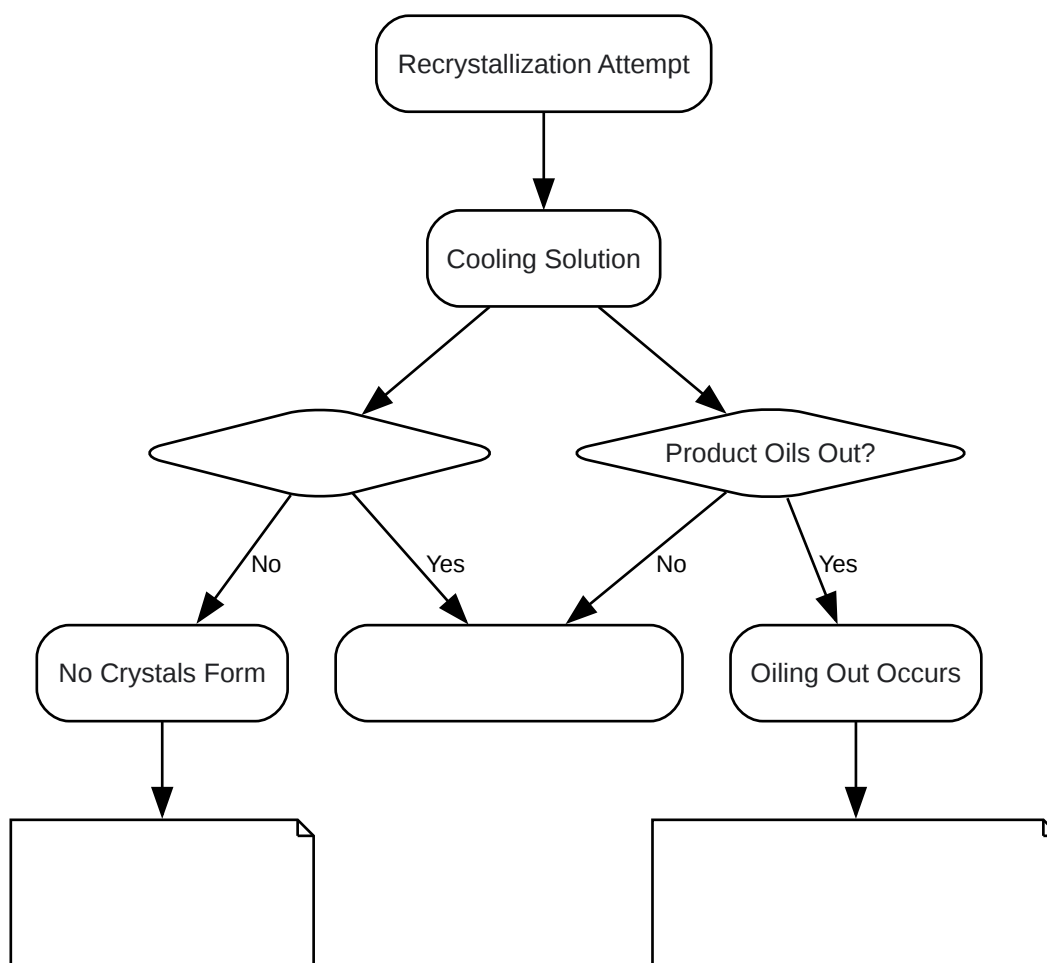 Recrystallization Attempt
Cooling Solution
Product Oils Out?
No
Yes
No
Yes
No Crystals Form
Oiling Out Occurs